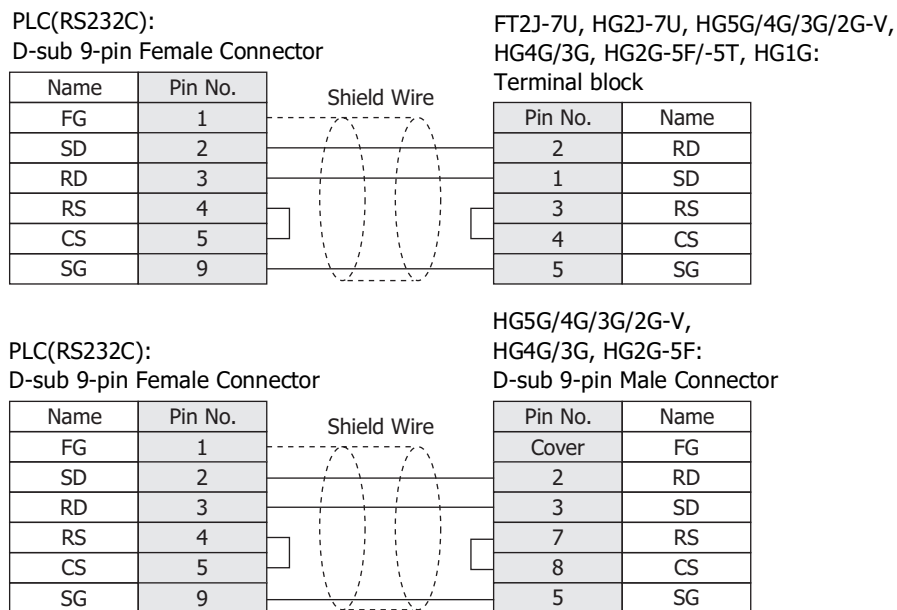 PLC(RS232C):
D-sub 9-pin Female Connector
FT2J-7U, HG2J-7U, HG5G/4G/3G/2G-V,
HG4G/3G, HG2G-5F/-5T, HG1G:
Terminal block
Name Pin No.
FG 1
SD 2
RD 3
RS 4
CS 5
SG 9
Shield Wire
Pin No. Name
2 RD
1 SD
3 RS
4 CS
5 SG
PLC(RS232C):
D-sub 9-pin Female Connector
HG5G/4G/3G/2G-V,
HG4G/3G, HG2G-5F:
D-sub 9-pin Male Connector
Name Pin No.
FG 1
SD 2
RD 3
RS 4
CS 5
SG 9
Shield Wire
Pin No. Name
Cover FG
2 RD
3 SD
7 RS
8 CS
5 SG